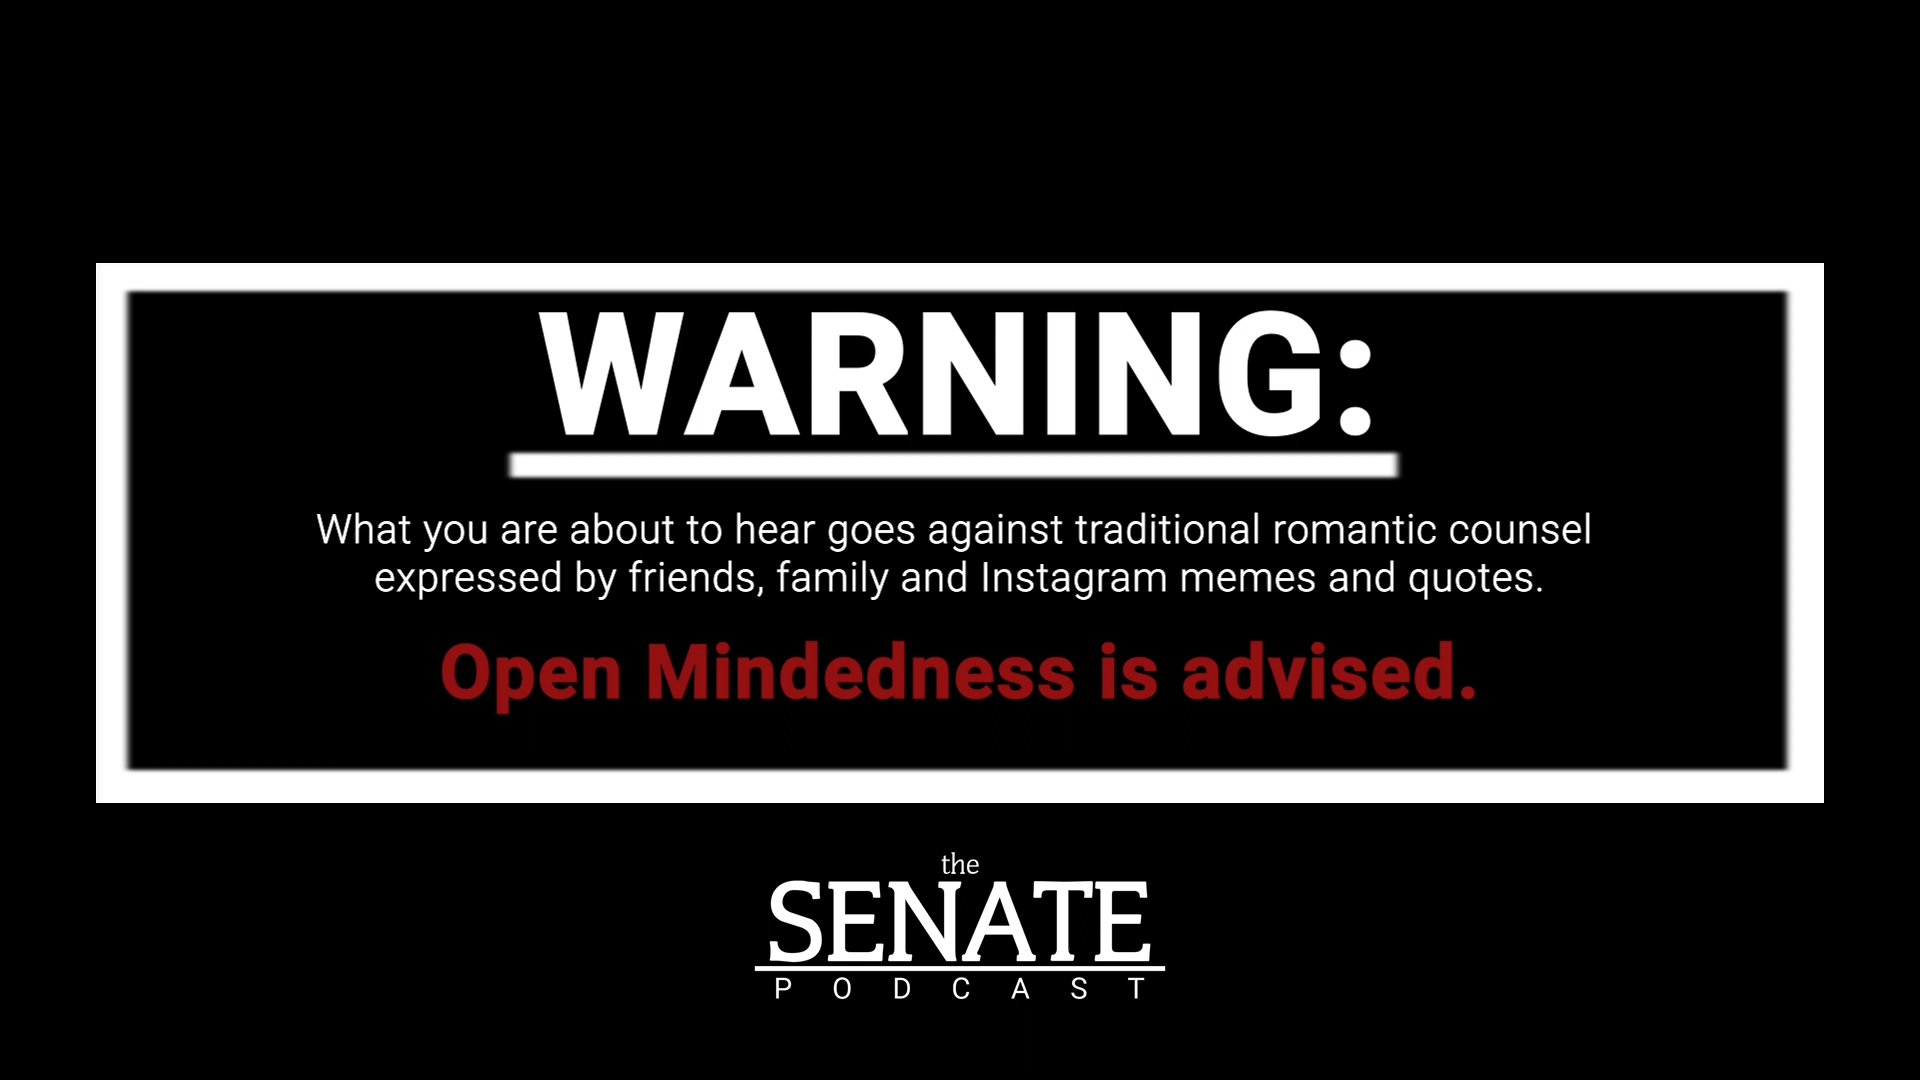 WARNING:
What you are about to hear goes against traditional romantic counsel
expressed by friends, family and Instagram memes and quotes.
Open Mindedness is advised.
the
SENATE
PODCAST